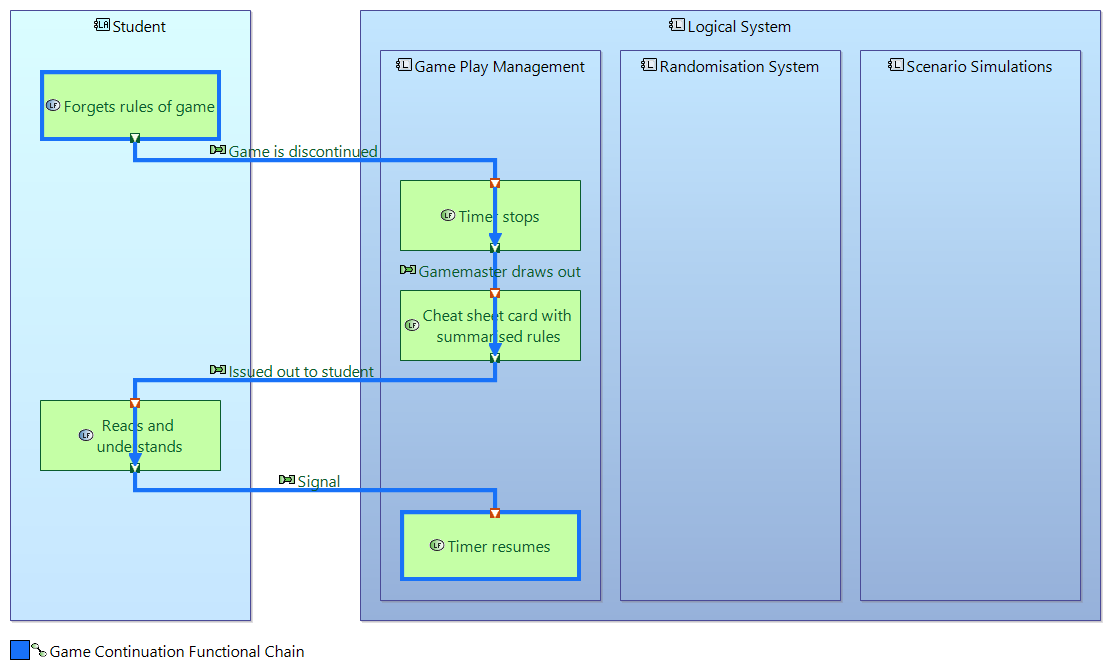 Student
Logical System
Game Play Management
Randomisation System
Scenario Simulations
Forgets rules of game
Game is discontinued
Timer stops
Gamemaster draws out
Cheat sheet card with
summarised rules
Issued out to student
Reads and
understands
Signal
Timer resumes
Game Continuation Functional Chain